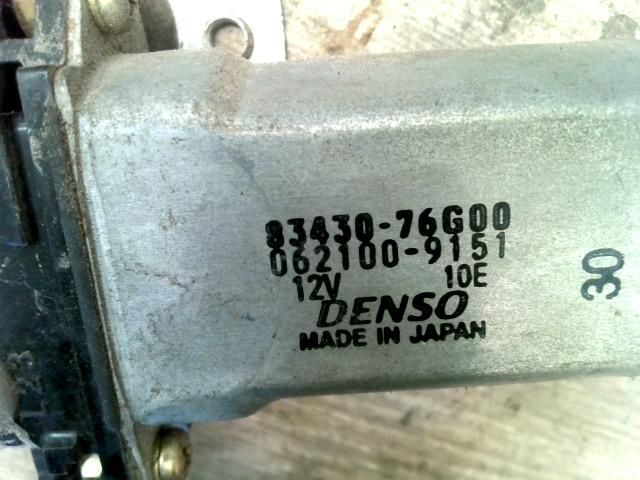 83430-76G00
062100-9151
12V 10E
DENSO
MADE IN JAPAN
30